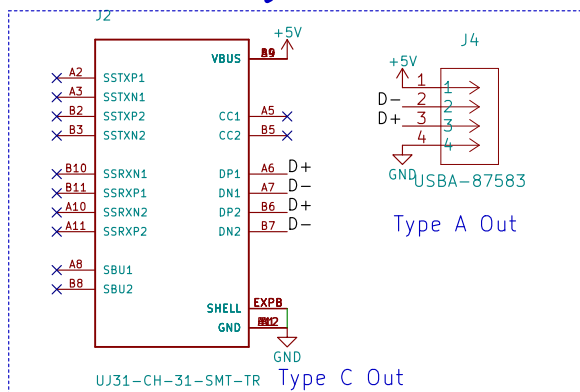 J2
+5V
VBUS
A2 SSTXP1
A3 SSTXN1
B2 SSTXP2
B3 SSTXN2
CC1 A5
CC2 B5
B10 SSRXN1
B11 SSRXP1
A10 SSRXN2
A11 SSRXP2
DP1 A6 D+
DN1 A7 D-
DP2 B6 D+
DN2 B7 D-
A8 SBU1
B8 SBU2
SHELL EXPB
GND
GND
UJ31-CH-31-SMT-TR
Type C Out
J4
+5V
1 1
D- 2 2
D+ 3 3
4 4
GND
USBA-87583
Type A Out